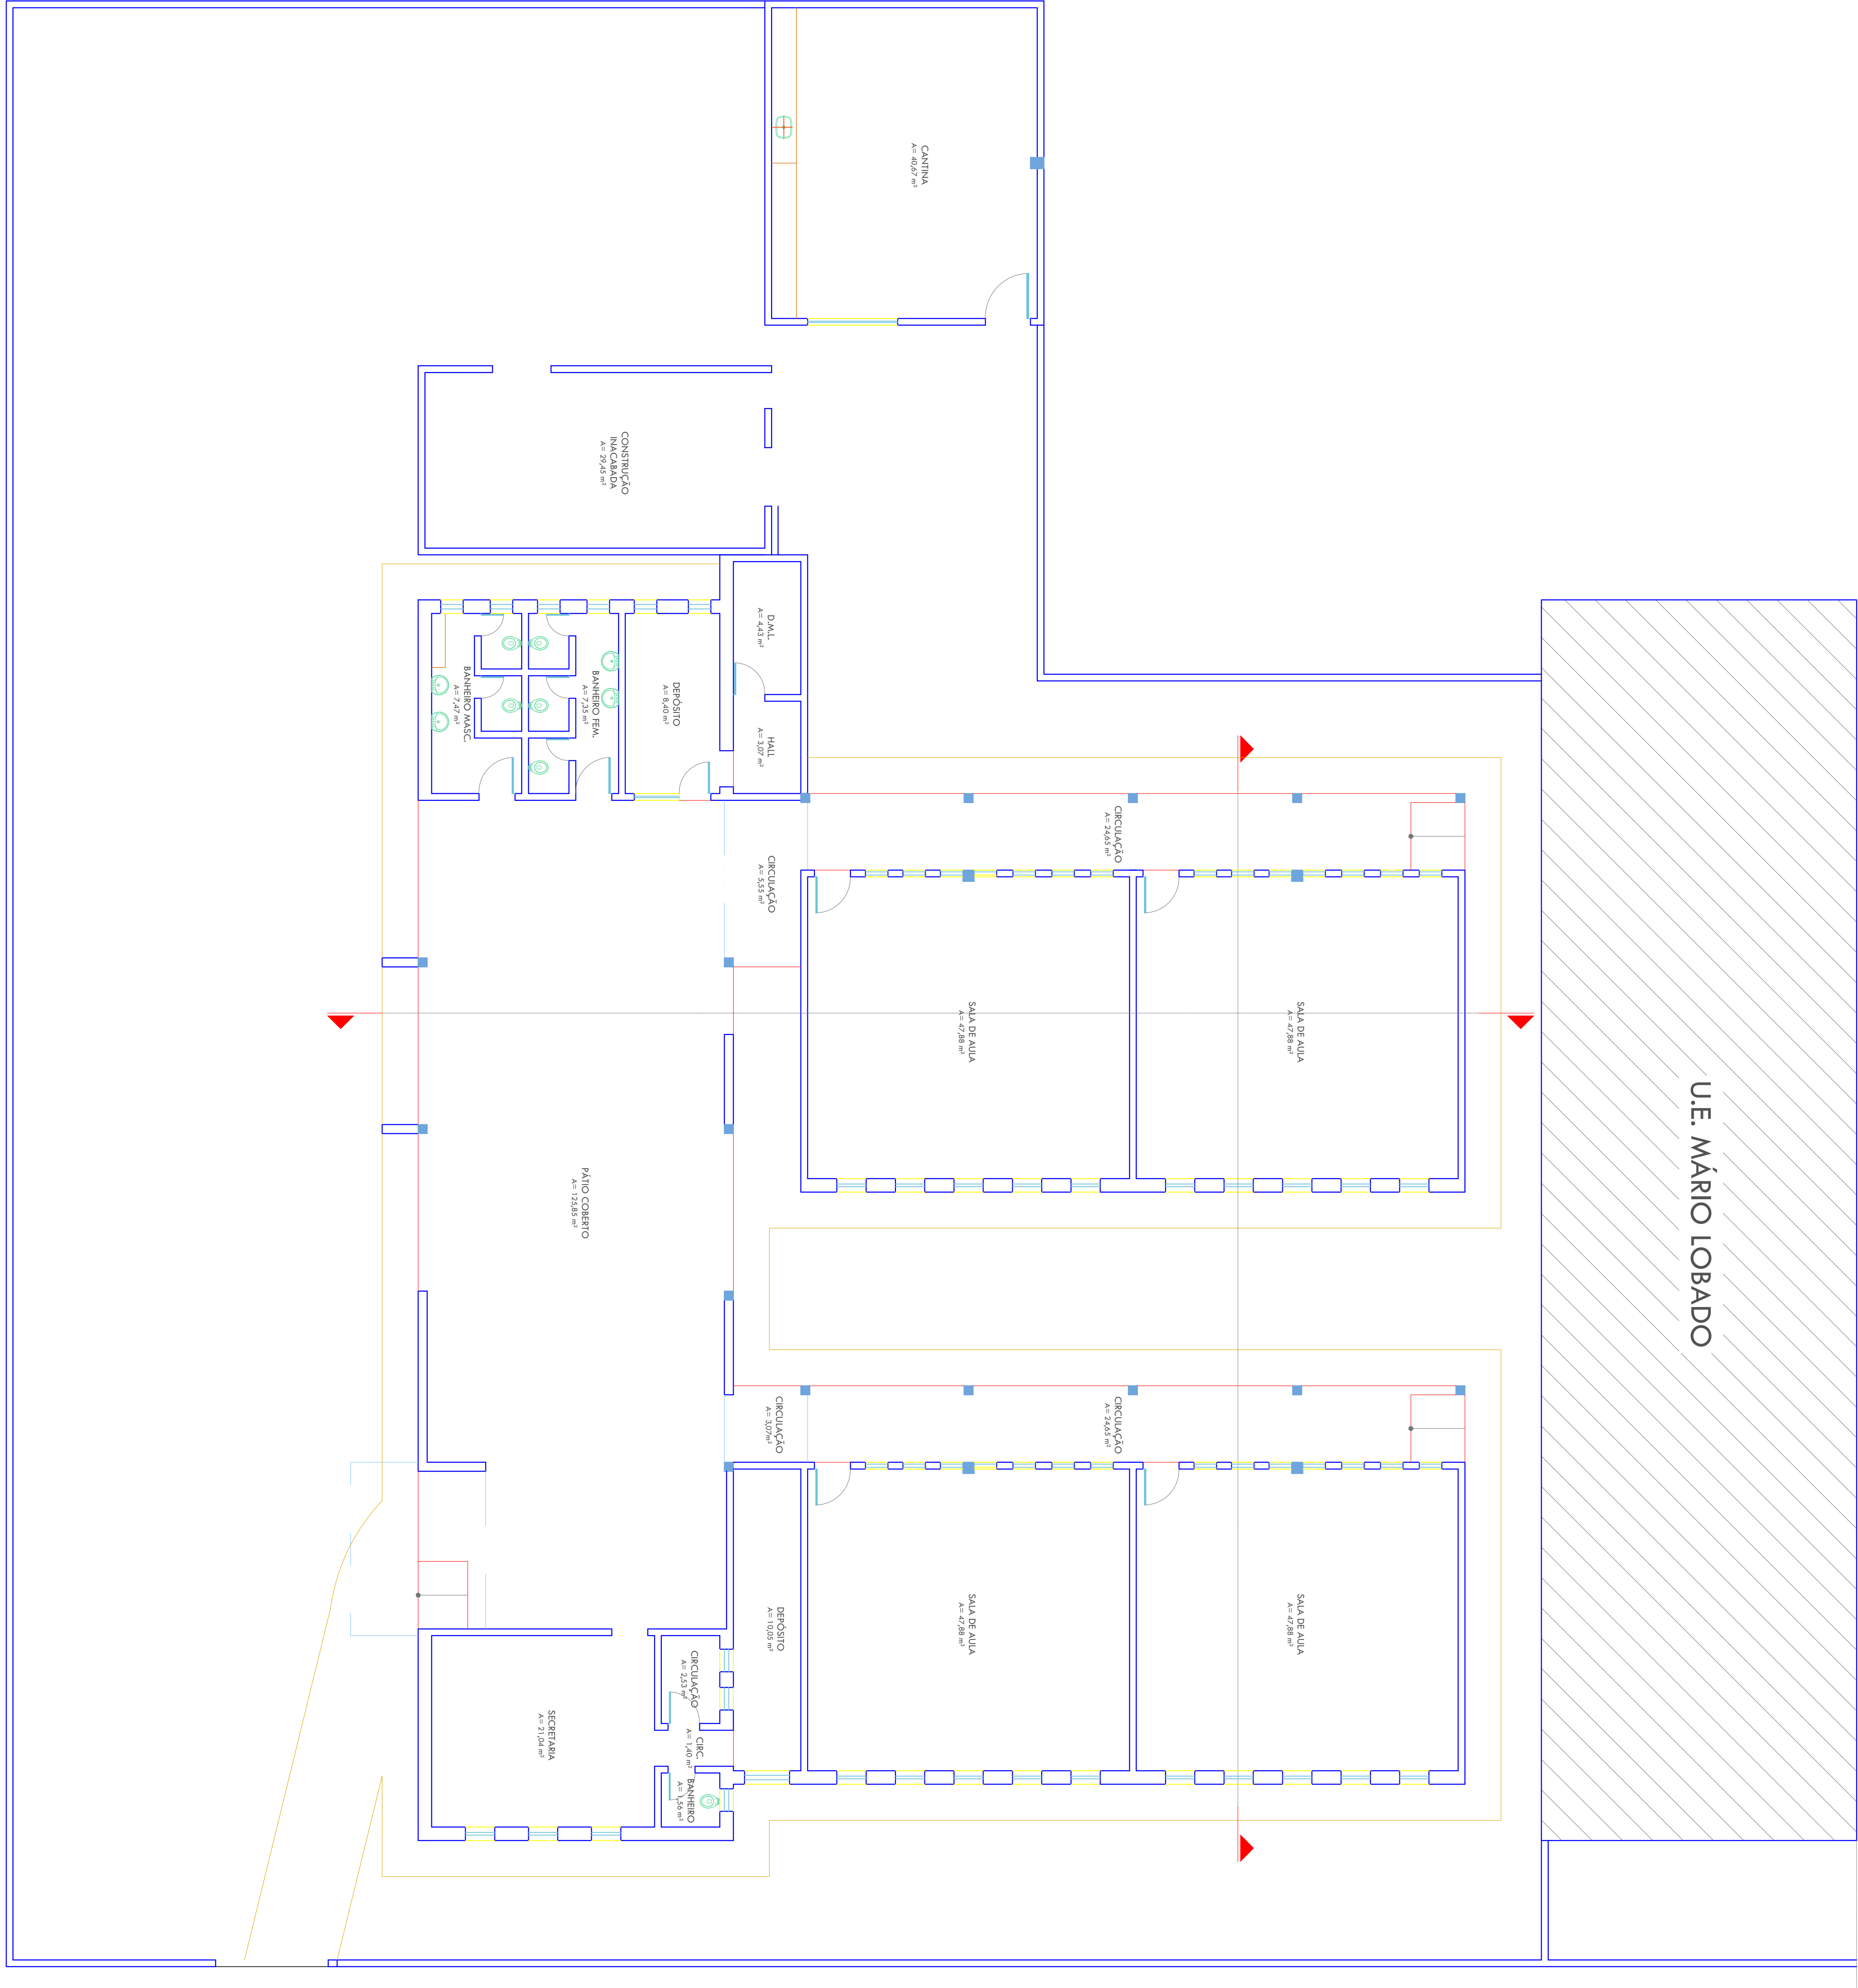 CANTINA
A= 40,67 m²
CONSTRUÇÃO
INACABADA
A= 29,45 m²
D.M.L.
A= 4,43 m²
HALL
A= 3,07 m²
DEPÓSITO
A= 8,40 m²
BANHEIRO FEM.
A= 7,35 m²
BANHEIRO MASC.
A= 7,47 m²
CIRCULAÇÃO
A= 24,65 m²
CIRCULAÇÃO
A= 5,55 m²
SALA DE AULA
A= 47,88 m²
SALA DE AULA
A= 47,88 m²
U.E. MÁRIO LOBADO
PÁTIO COBERTO
A= 125,85 m²
CIRCULAÇÃO
A= 24,65 m²
CIRCULAÇÃO
A= 3,07m²
SALA DE AULA
A= 47,88 m²
SALA DE AULA
A= 47,88 m²
DEPÓSITO
A= 10,05 m²
CIRCULAÇÃO
A= 2,53 m²
SECRETARIA
A= 21,04 m²
CIRC.
A= 1,40 m²
BANHEIRO
A= 1,56 m²